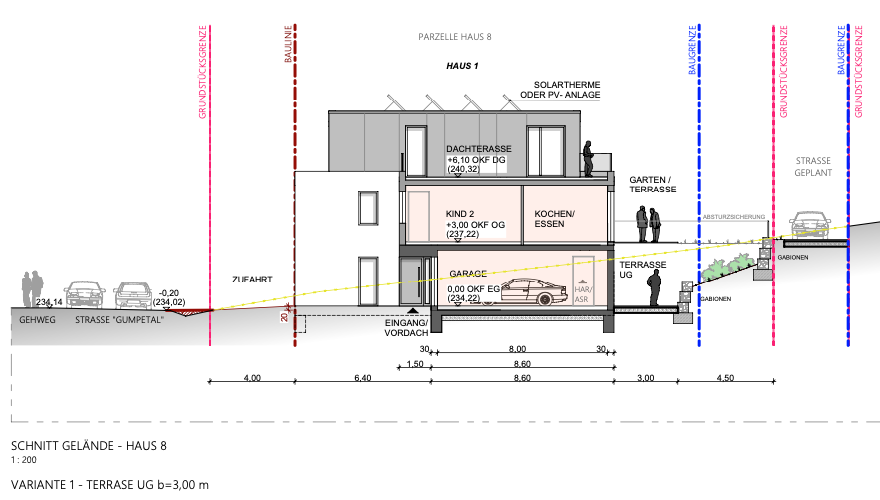 PARZELLE HAUS 8
HAUS 1
GRUNDSTÜCKSGRENZE
BAULINIE
BAUGRENZE
GRUNDSTÜCKSGRENZE
BAUGRENZE
GRUNDSTÜCKSGRENZE
SOLARTHERME
ODER PV- ANLAGE
DACHTERASSE
+6,10 OKF DG
(240,32)
GARTEN /
TERRASSE
STRASSE
GEPLANT
KIND 2
+3,00 OKF OG
(237,22)
KOCHEN/
ESSEN
ABSTURZSICHERUNG
GARAGE
0,00 OKF EG
(234,22)
HAR/
ASR
TERRASSE
UG
GABIONEN
GABIONEN
ZUFAHRT
-0,20
(234,02)
234,14
GEHWEG
STRASSE "GUMPETAL"
20
EINGANG/
VORDACH
30
8,00
30
1,50
8,60
4,00
6,40
8,60
3,00
4,50
SCHNITT GELÄNDE - HAUS 8
1 : 200
VARIANTE 1 - TERRASE UG b=3,00 m